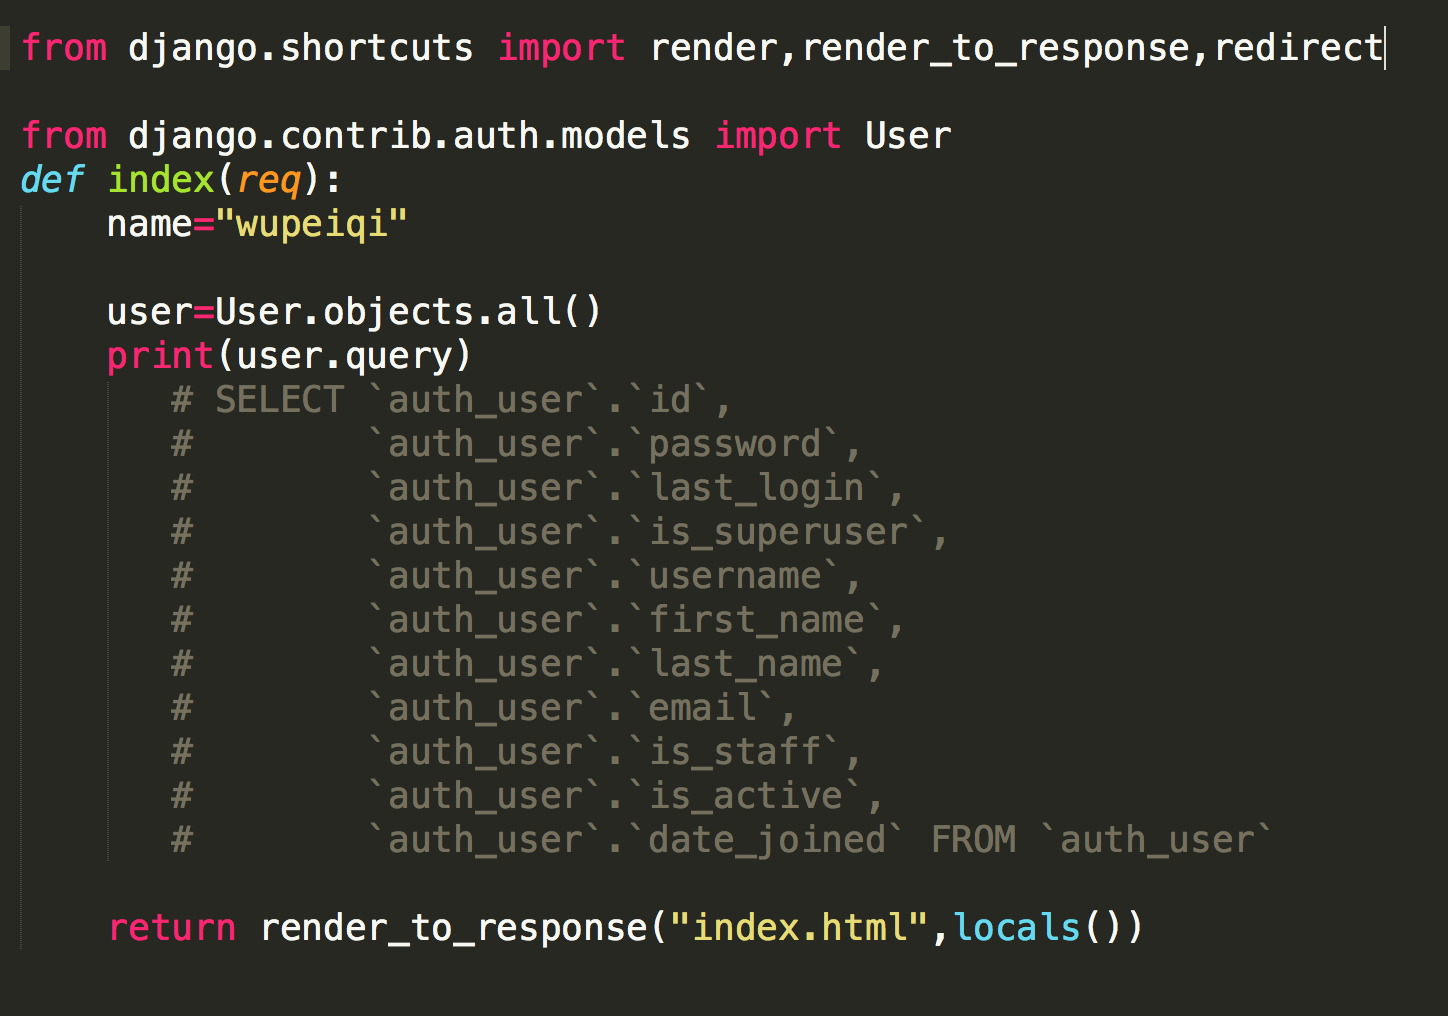 from django.shortcuts import render,render_to_response,redirect
from django.contrib.auth.models import User
def index(req):
    name="wupeiqi"
    user=User.objects.all()
    print(user.query)
       # SELECT `auth_user`.`id`,
       #        `auth_user`.`password`,
       #        `auth_user`.`last_login`,
       #        `auth_user`.`is_superuser`,
       #        `auth_user`.`username`,
       #        `auth_user`.`first_name`,
       #        `auth_user`.`last_name`,
       #        `auth_user`.`email`,
       #        `auth_user`.`is_staff`,
       #        `auth_user`.`is_active`,
       #        `auth_user`.`date_joined` FROM `auth_user`
    return render_to_response("index.html",locals())